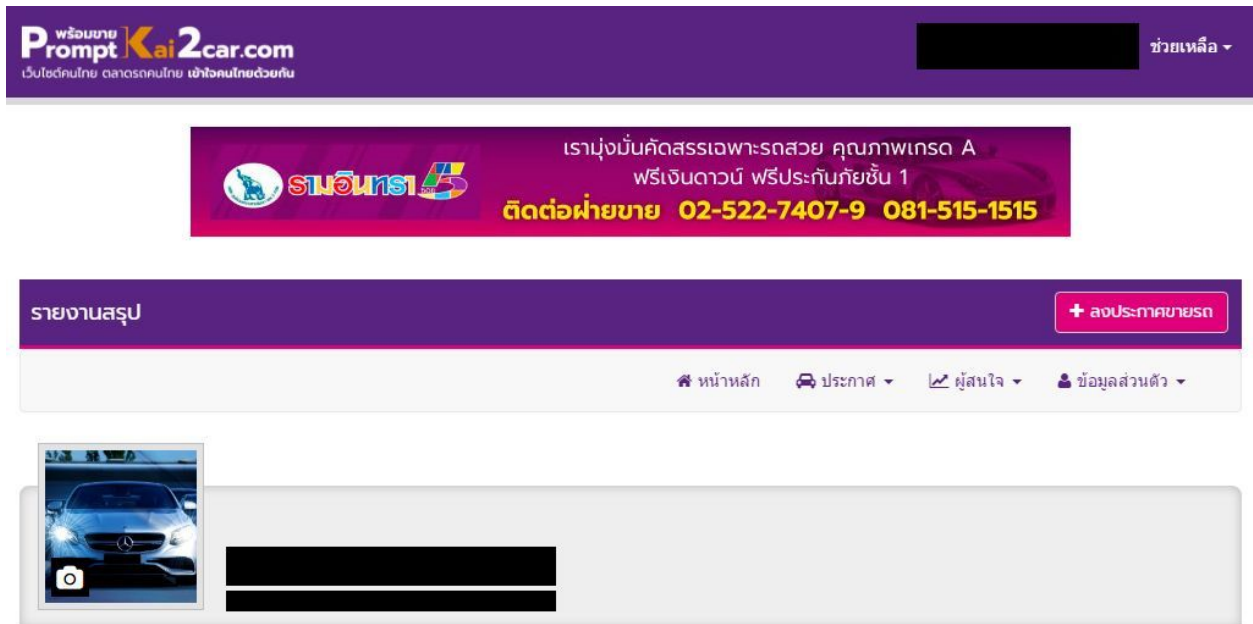 พร้อมขาย
PromptKai2car.com
เว็บไซต์คนไทย ตลาดรถคนไทย เข้าใจคนไทยด้วยกัน
ช่วยเหลือ
เรามุ่งมั่นคัดสรรเฉพาะรถสวย คุณภาพเกรด A
ฟรีเงินดาวน์ ฟรีประกันภัยชั้น 1
รามอินทรา
ติดต่อฝ่ายขาย 02-522-7407-9 081-515-1515
รายงานสรุป
+ ลงประกาศขายรถ
หน้าหลัก ประกาศ ผู้สนใจ ข้อมูลส่วนตัว